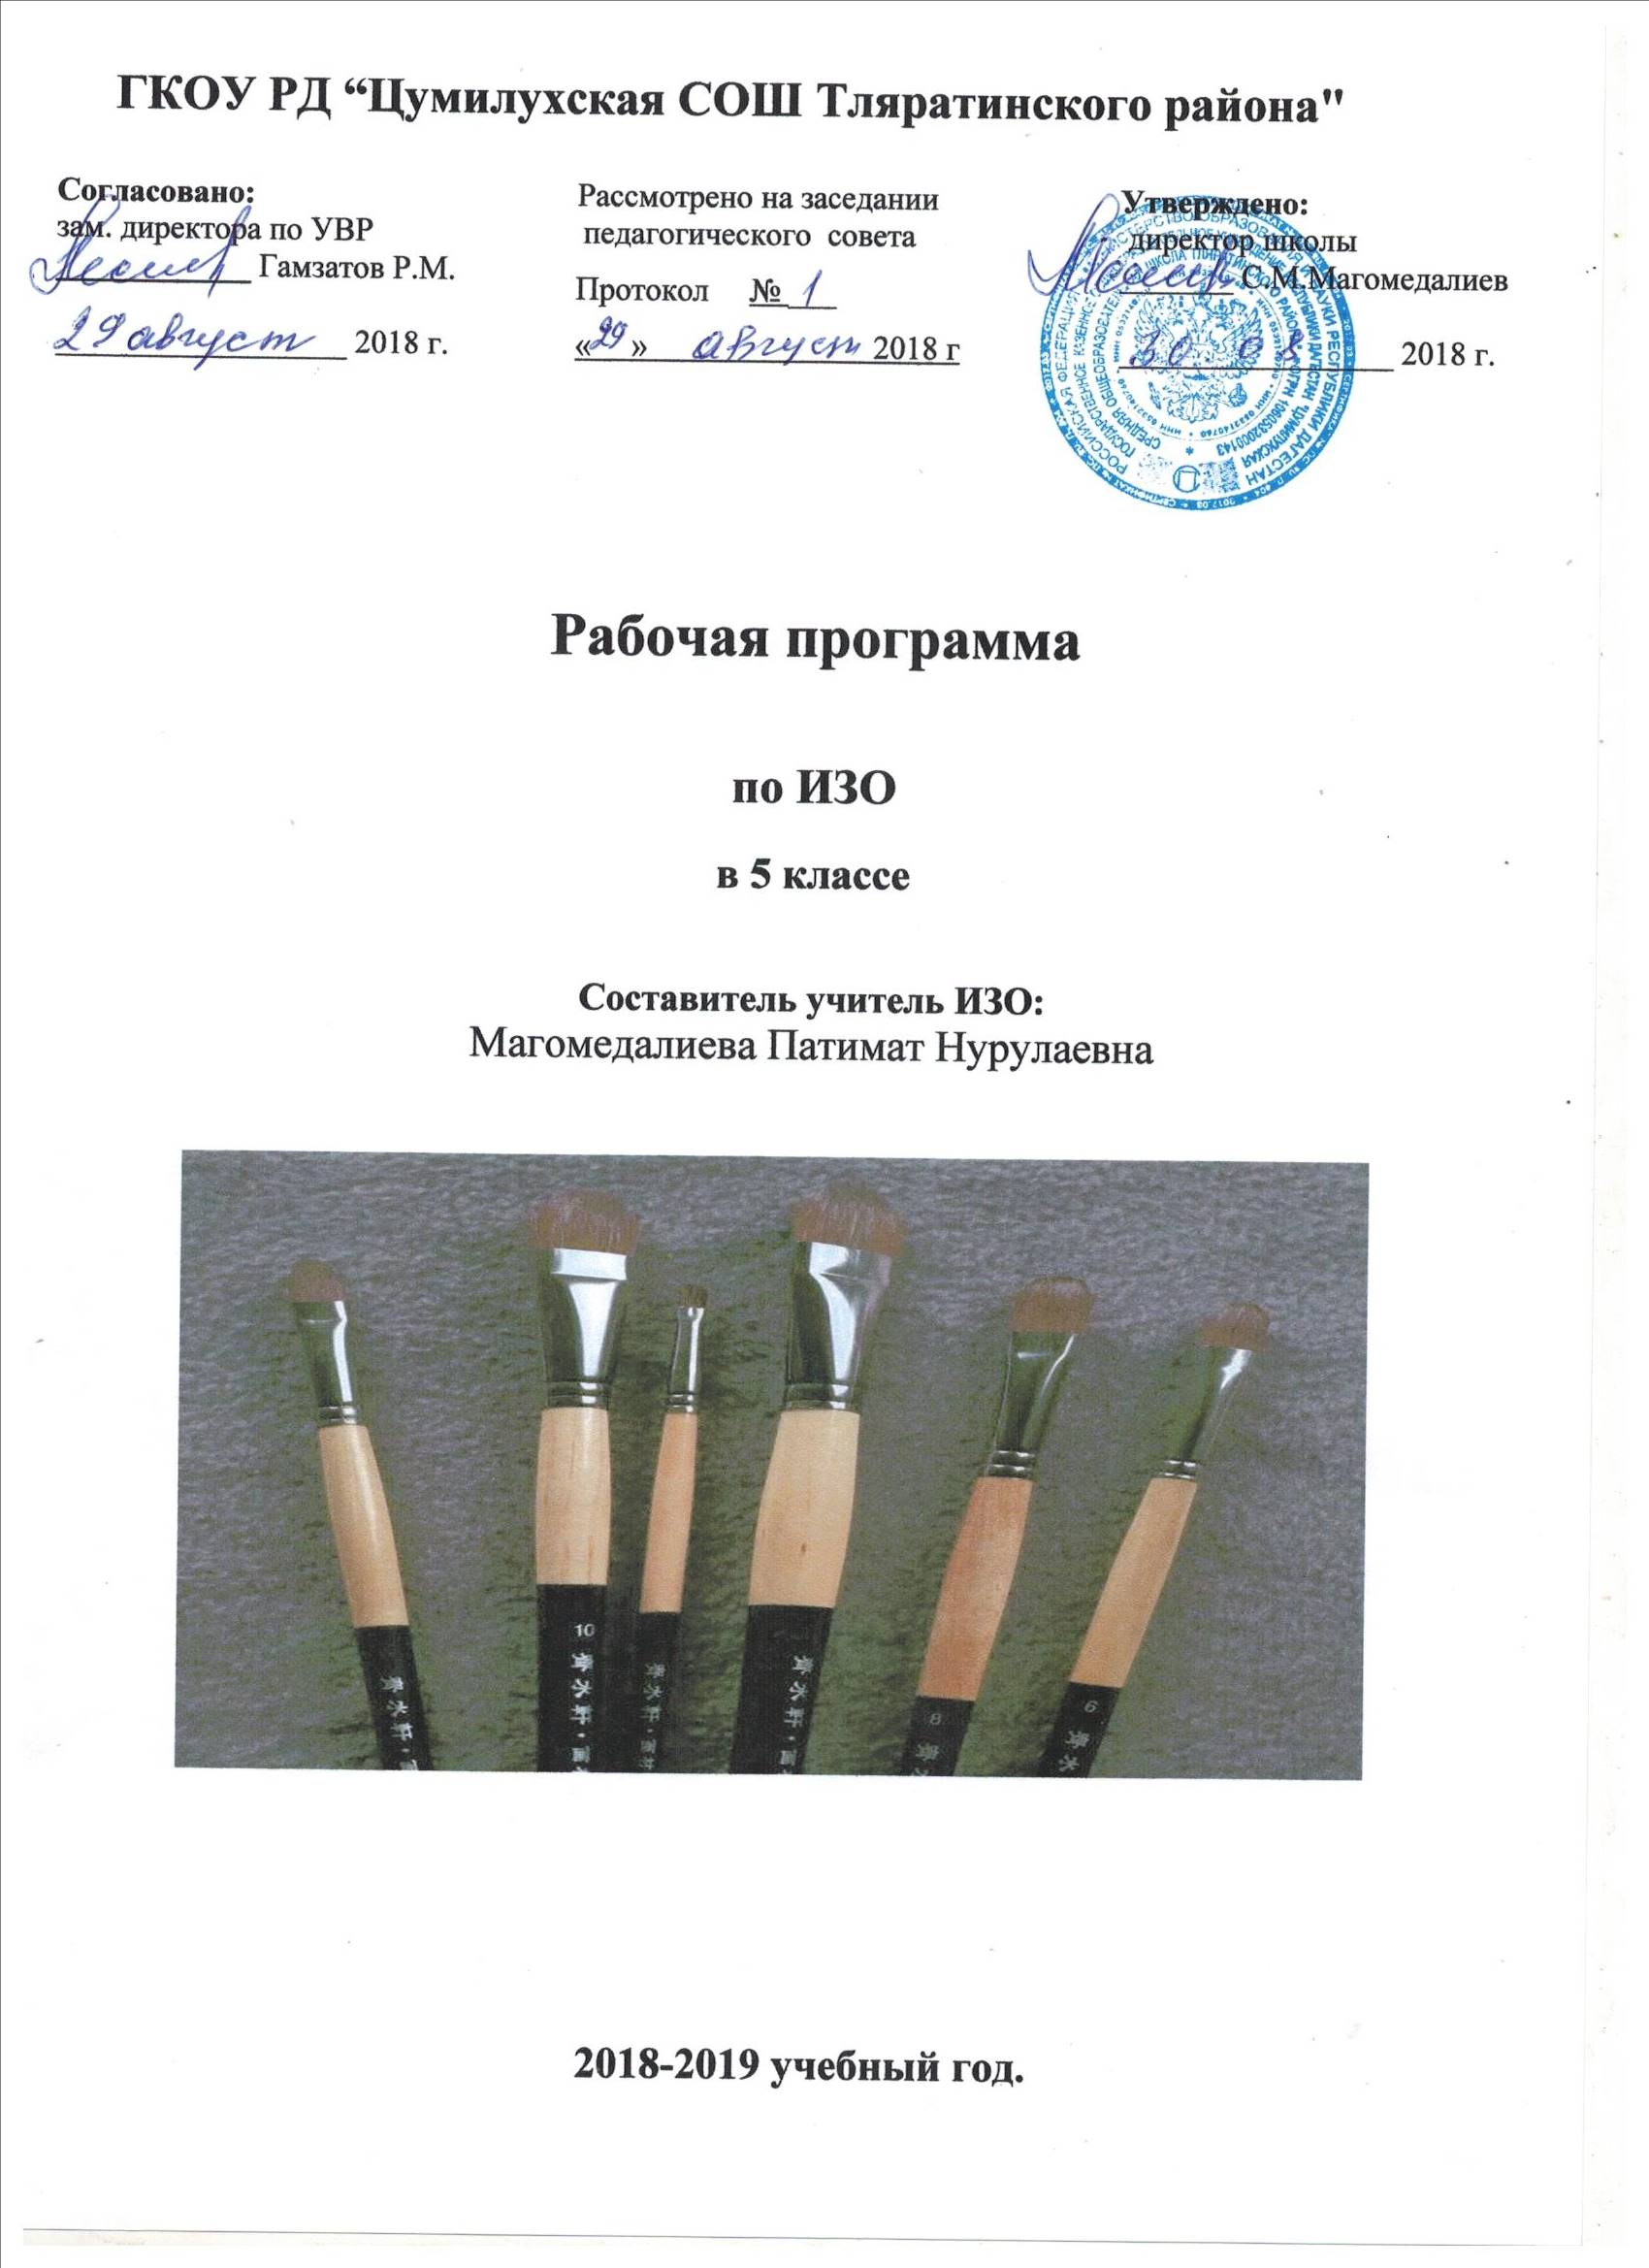 ГКОУ РД “Цумилухская СОШ Тляратинского района"
Согласовано:
зам. директора по УВР
Гамзатов Р.М.
29 август 2018 г.
Рассмотрено на заседании
педагогического совета
Протокол № 1
«29» август 2018 г
Утверждено:
директор школы
С.М.Магомедалиев
30 08 2018 г.
Рабочая программа
по ИЗО
в 5 классе
Составитель учитель ИЗО:
Магомедалиева Патимат Нурулаевна
10
8
6
2018-2019 учебный год.